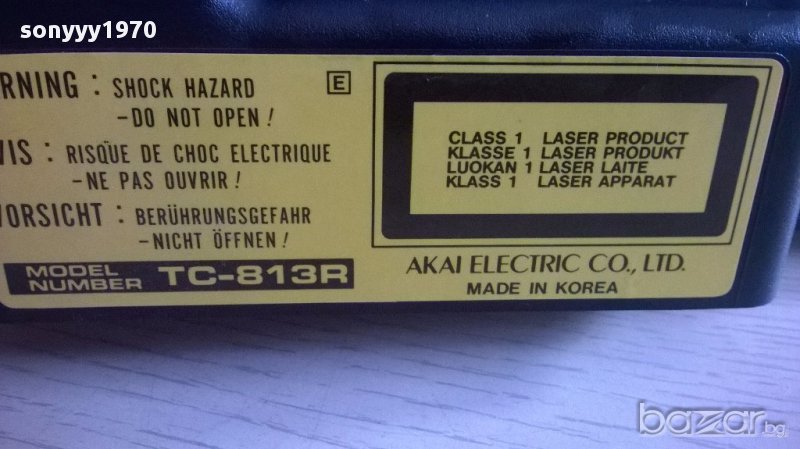 sonyyy1970
RNING : SHOCK HAZARD
-DO NOT OPEN!
VIS : RISQUE DE CHOC ELECTRIQUE
-NE PAS OUVRIR!
VORSICHT : BERÜHRUNGSGEFAHR
-NICHT ÖFFNEN!
MODEL NUMBER TC-813R
E
CLASS 1 LASER PRODUCT
KLASSE 1 LASER PRODUKT
LUOKAN 1 LASER LAITE
KLASS 1 LASER APPARAT
AKAI ELECTRIC CO., LTD.
MADE IN KOREA
bazar.bg